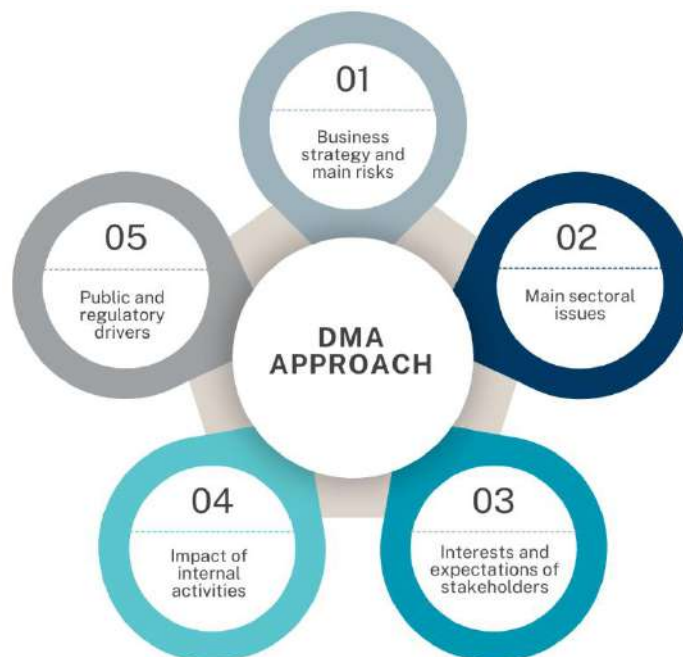 01
Business
strategy and
main risks
02
Main sectoral
issues
03
Interests and
expectations of
stakeholders
04
Impact of
internal
activities
05
Public and
regulatory
drivers
DMA
APPROACH